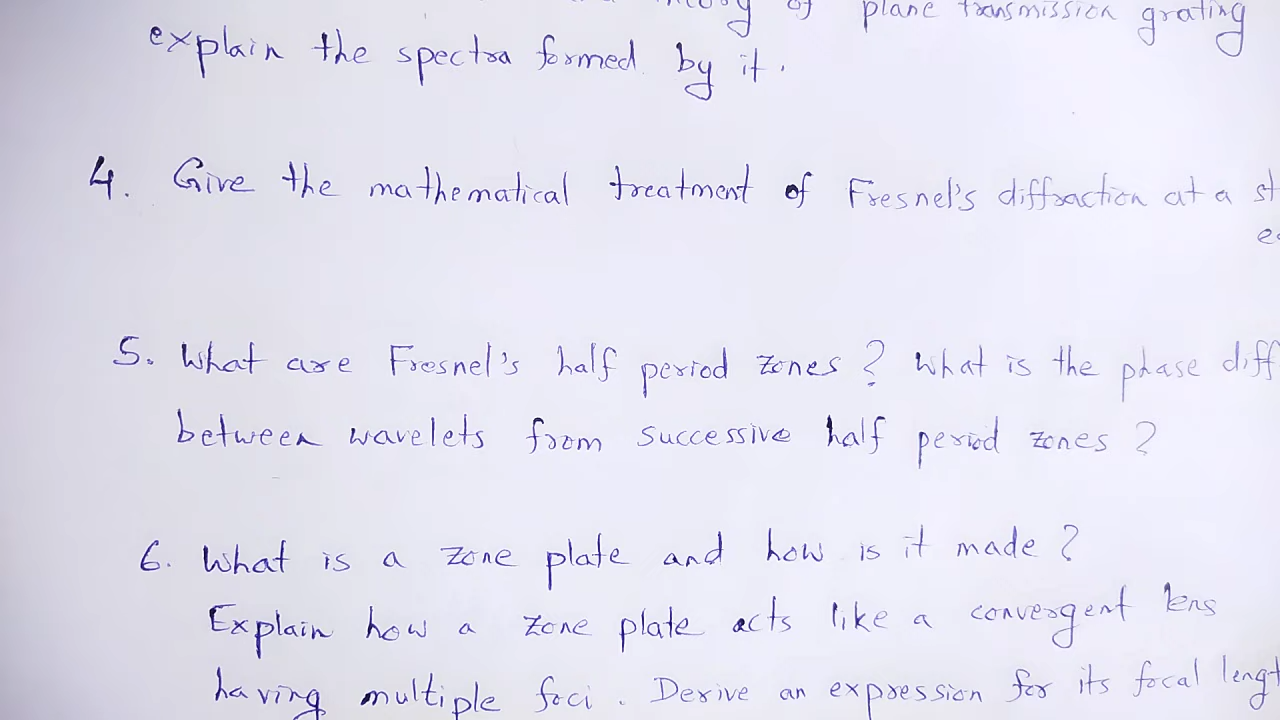 of plane transmission grating
explain the spectra formed by it.
4. Give the mathematical treatment of Fresnel's diffraction at a st
5. What are Fresnel's half period zones ? What is the phase diff
between wavelets from successive half period zones ?
6. What is a zone plate and how is it made ?
Explain how a zone plate acts like a convergent lens
having multiple foci. Derive an expression for its focal lengt